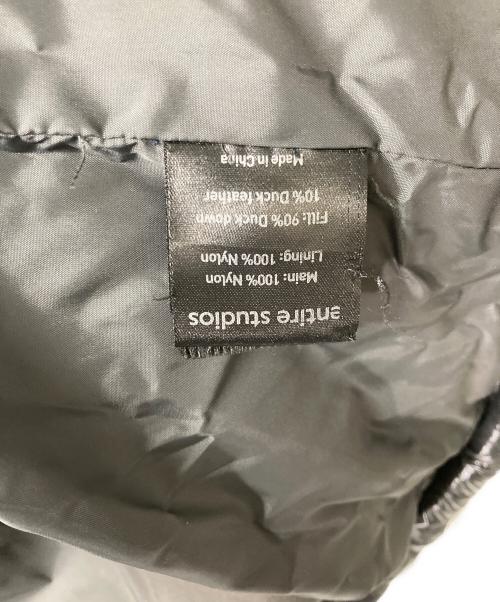 entire studios
Main: 100% Nylon
Lining: 100% Nylon
Fill: 90% Duck down
10% Duck feather
Made in China